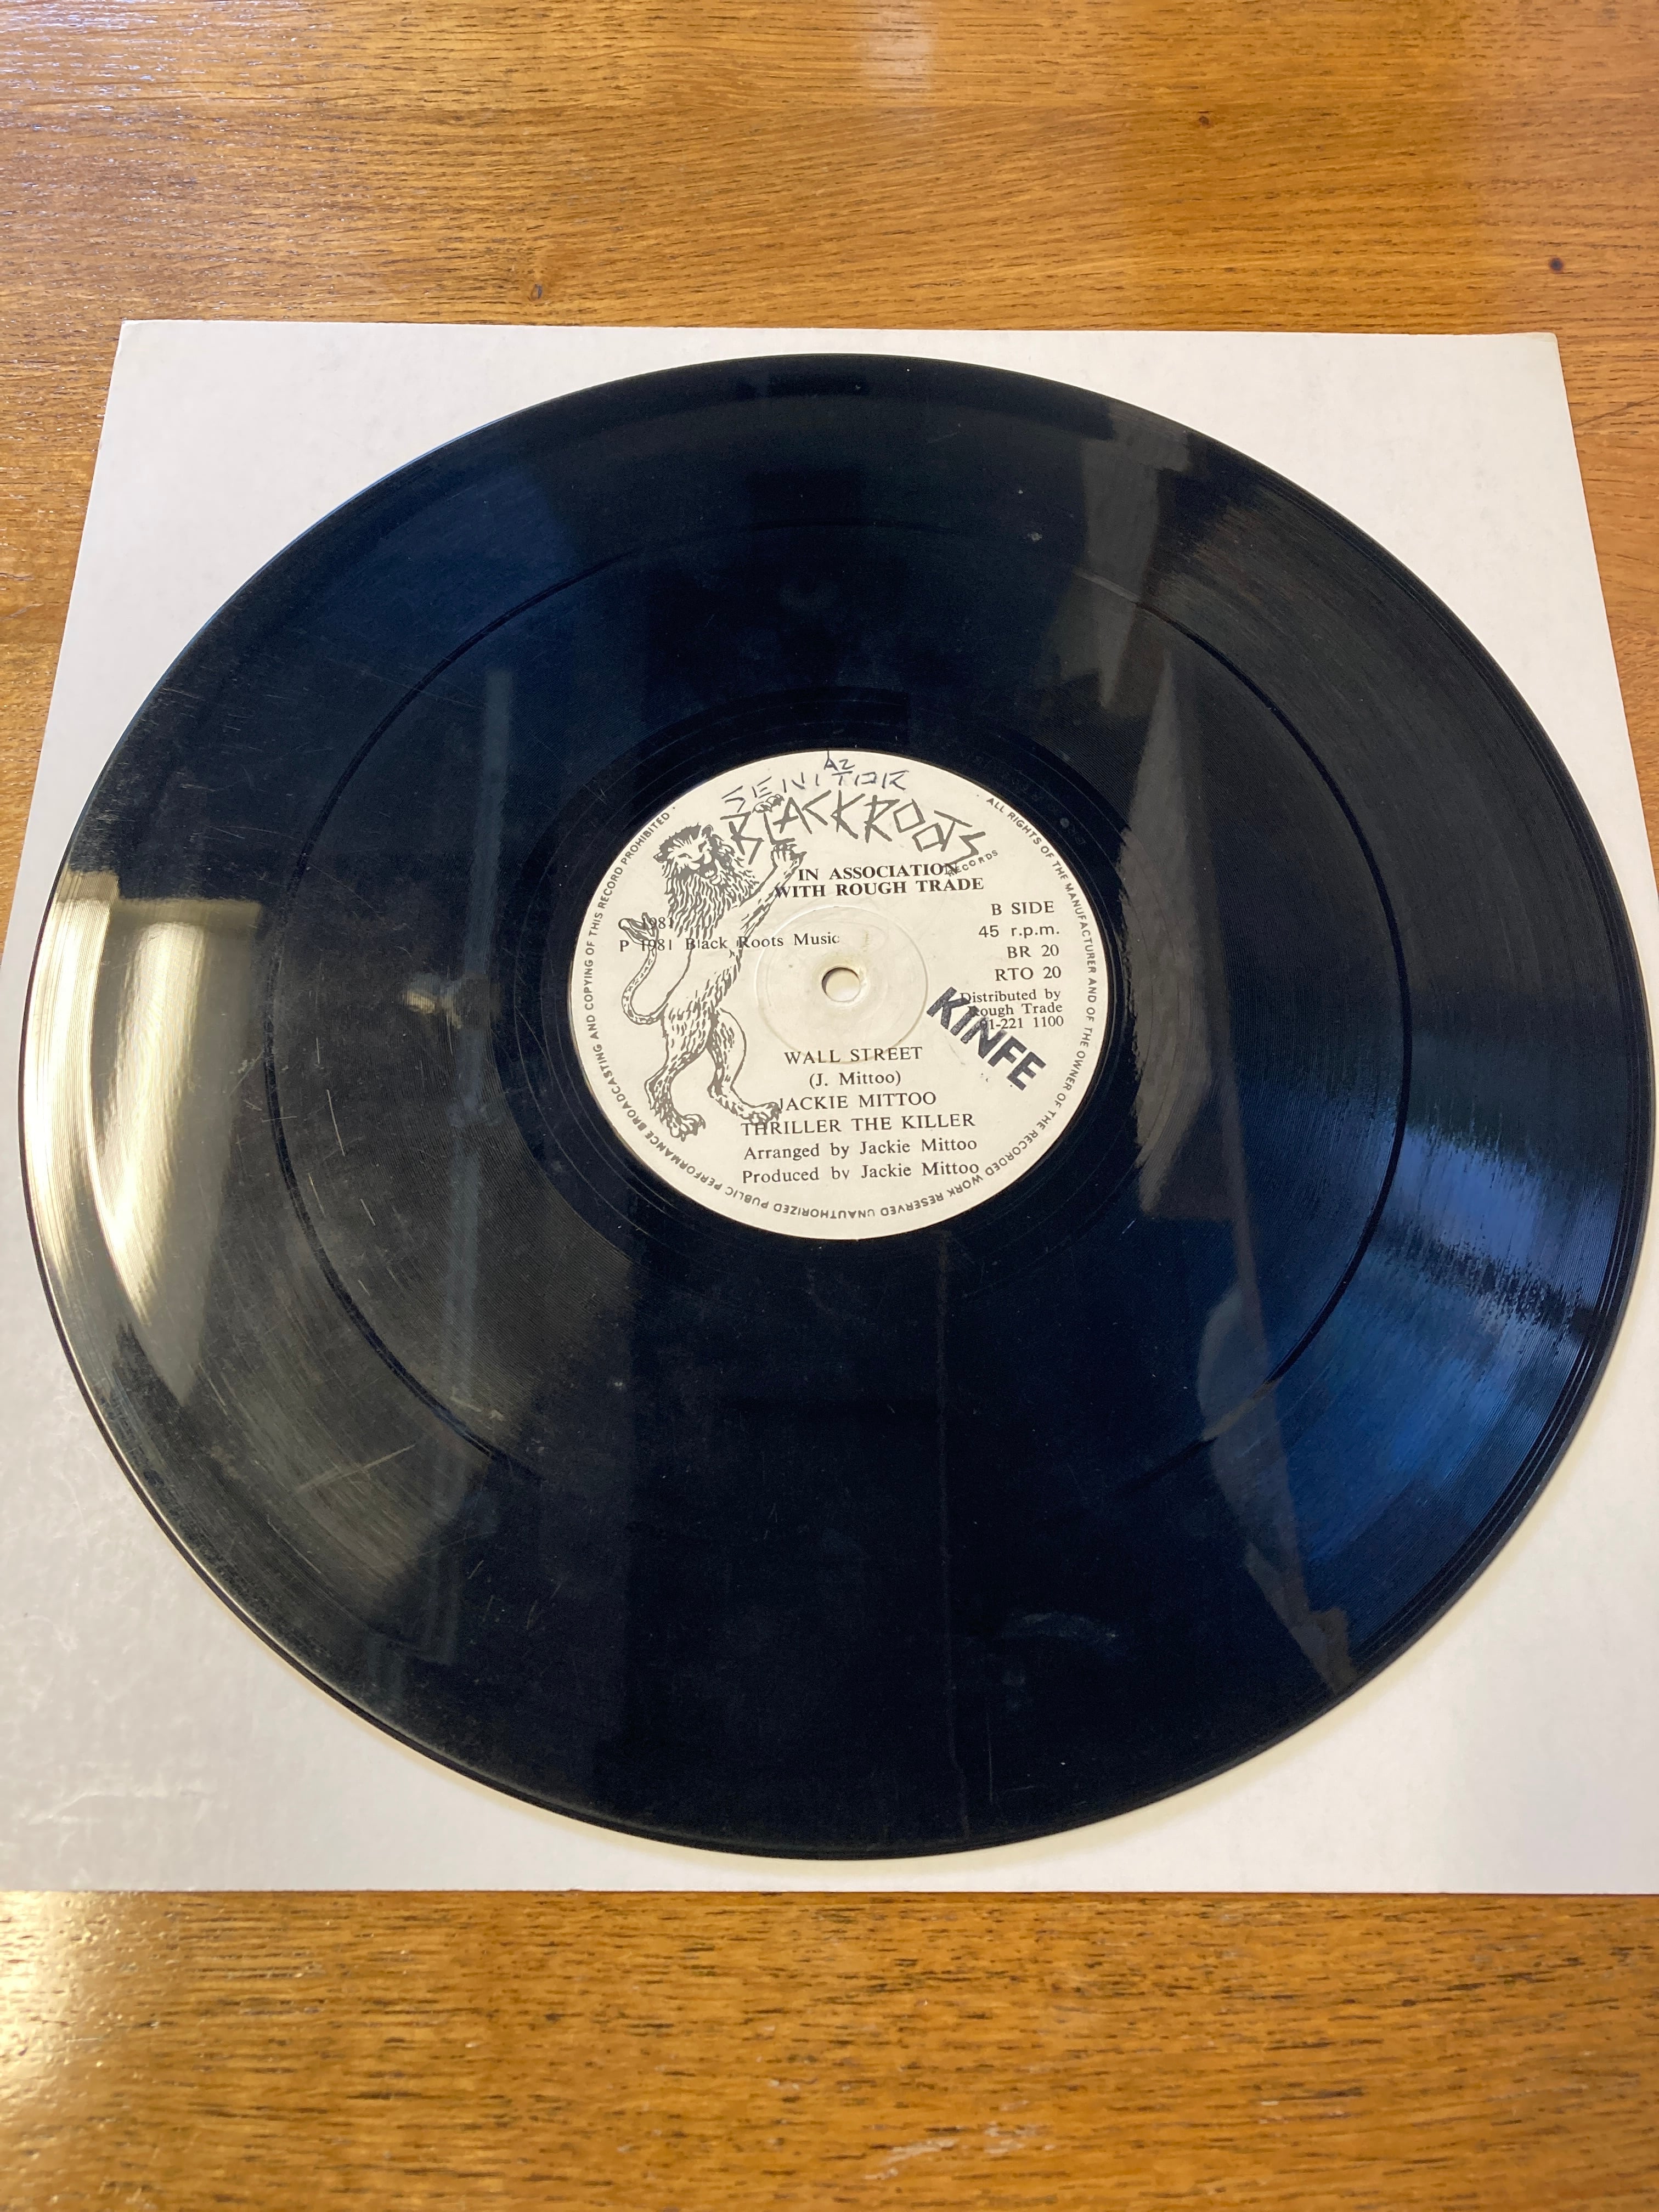 A2
SENITOR
BLACKROOTS
RECORDS
IN ASSOCIATION
WITH ROUGH TRADE
B SIDE
45 r.p.m.
BR 20
RTO 20
Distributed by
Rough Trade
01-221 1100
C 1981
P 1981 Black Roots Music
KINFE
WALL STREET
(J. Mittoo)
JACKIE MITTOO
THRILLER THE KILLER
Arranged by Jackie Mittoo
Produced by Jackie Mittoo
ALL RIGHTS OF THE MANUFACTURER AND OF THE OWNER OF THE RECORDED WORK RESERVED UNAUTHORIZED PUBLIC PERFORMANCE BROADCASTING AND COPYING OF THIS RECORD PROHIBITED